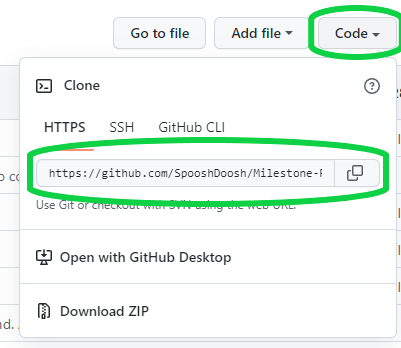 Go to file Add file Code
Clone
HTTPS SSH GitHub CLI
https://github.com/SpooshDoosh/Milestone-
Use Git or checkout with SVN using the web URL.
Open with GitHub Desktop
Download ZIP